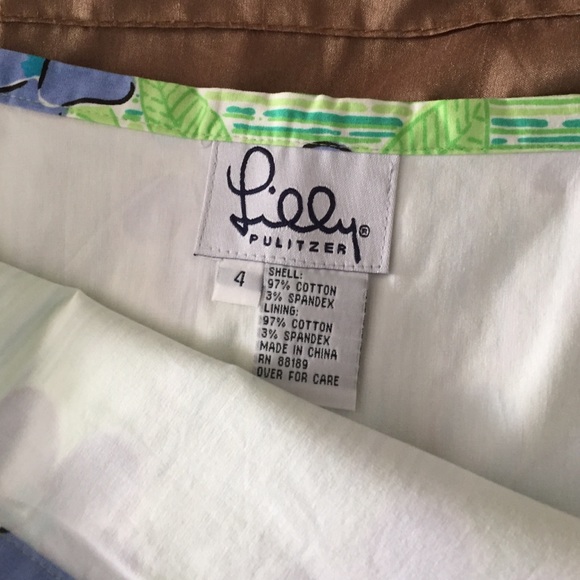 Lilly®
PULITZER
4
SHELL:
97% COTTON
3% SPANDEX
LINING:
97% COTTON
3% SPANDEX
MADE IN CHINA
RN 88189
OVER FOR CARE